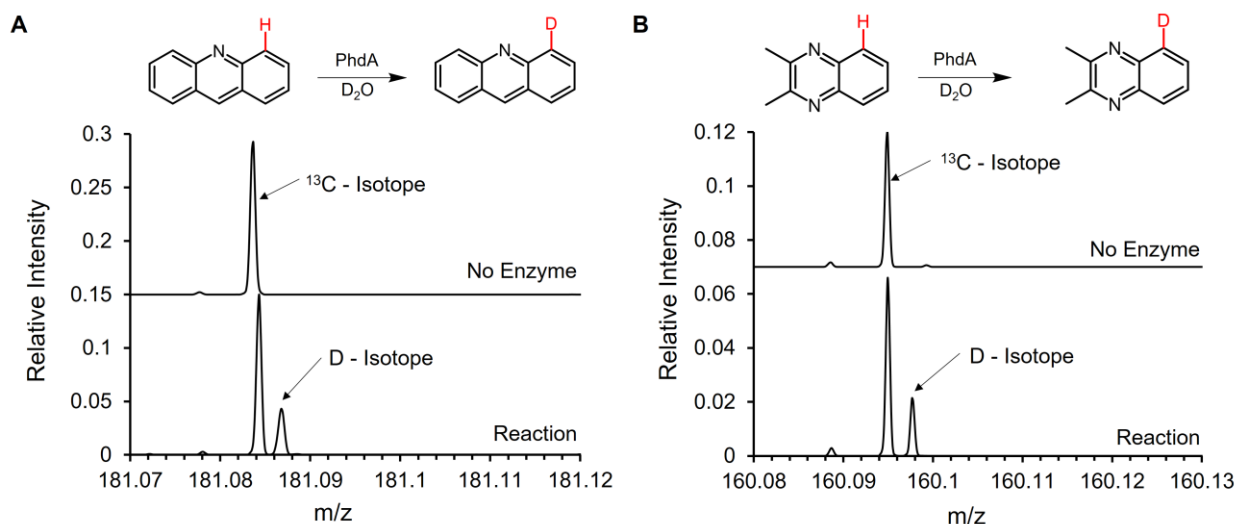 A
H
N
PhdA
D₂O
D
N
0.3
0.25
0.2
0.15
0.1
0.05
0
Relative Intensity
¹³C - Isotope
No Enzyme
D - Isotope
Reaction
181.07 181.08 181.09 181.1 181.11 181.12
m/z
B
H
N
N
PhdA
D₂O
D
N
N
0.12
0.1
0.08
0.06
0.04
0.02
0
Relative Intensity
¹³C - Isotope
No Enzyme
D - Isotope
Reaction
160.08 160.09 160.1 160.11 160.12 160.13
m/z